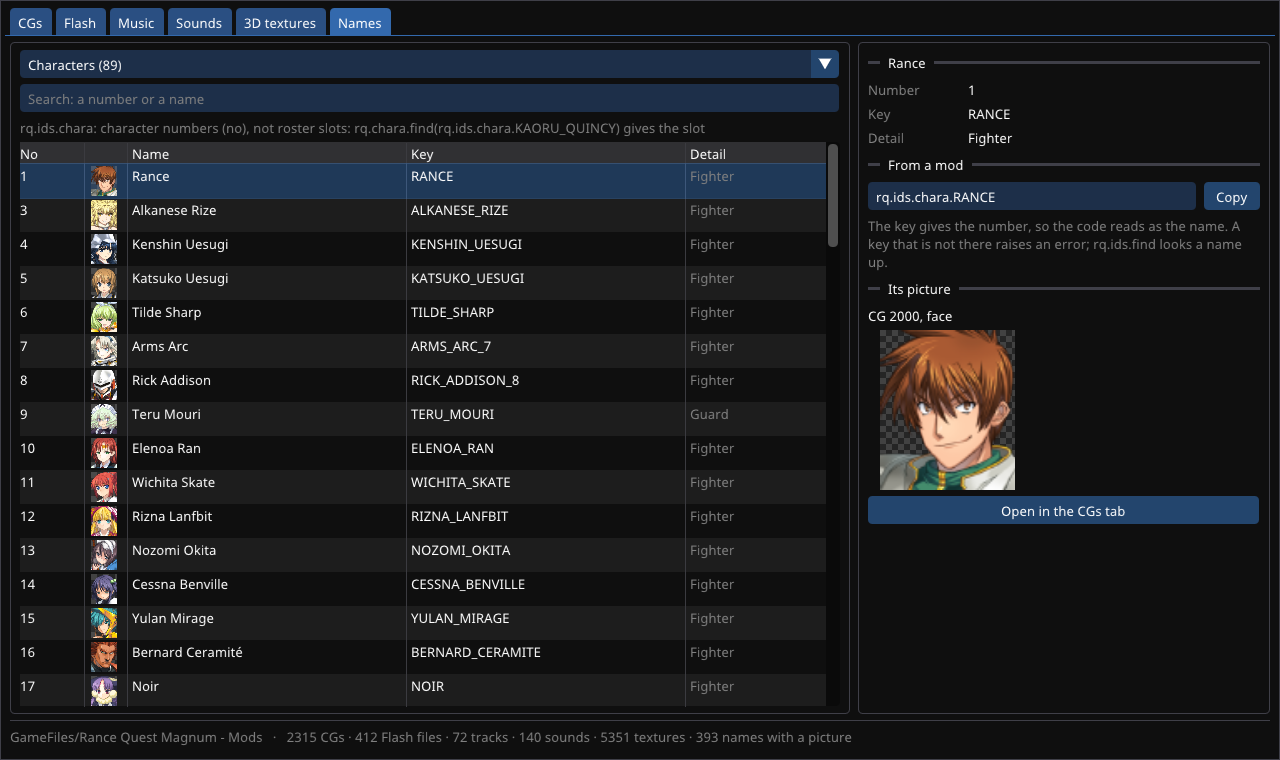 CGs Flash Music Sounds 3D textures Names
Characters (89)
Search: a number or a name
rq.ids.chara: character numbers (no), not roster slots: rq.chara.find(rq.ids.chara.KAORU_QUINCY) gives the slot
No Name Key Detail
1 Rance RANCE Fighter
3 Alkanese Rize ALKANESE_RIZE Fighter
4 Kenshin Uesugi KENSHIN_UESUGI Fighter
5 Katsuko Uesugi KATSUKO_UESUGI Fighter
6 Tilde Sharp TILDE_SHARP Fighter
7 Arms Arc ARMS_ARC_7 Fighter
8 Rick Addison RICK_ADDISON_8 Fighter
9 Teru Mouri TERU_MOURI Guard
10 Elenoa Ran ELENOA_RAN Fighter
11 Wichita Skate WICHITA_SKATE Fighter
12 Rizna Lanfbit RIZNA_LANFBIT Fighter
13 Nozomi Okita NOZOMI_OKITA Fighter
14 Cessna Benville CESSNA_BENVILLE Fighter
15 Yulan Mirage YULAN_MIRAGE Fighter
16 Bernard Ceramité BERNARD_CERAMITE Fighter
17 Noir NOIR Fighter
Rance
Number 1
Key RANCE
Detail Fighter
From a mod
rq.ids.chara.RANCE Copy
The key gives the number, so the code reads as the name. A
key that is not there raises an error; rq.ids.find looks a name
up.
Its picture
CG 2000, face
Open in the CGs tab
GameFiles/Rance Quest Magnum - Mods · 2315 CGs · 412 Flash files · 72 tracks · 140 sounds · 5351 textures · 393 names with a picture